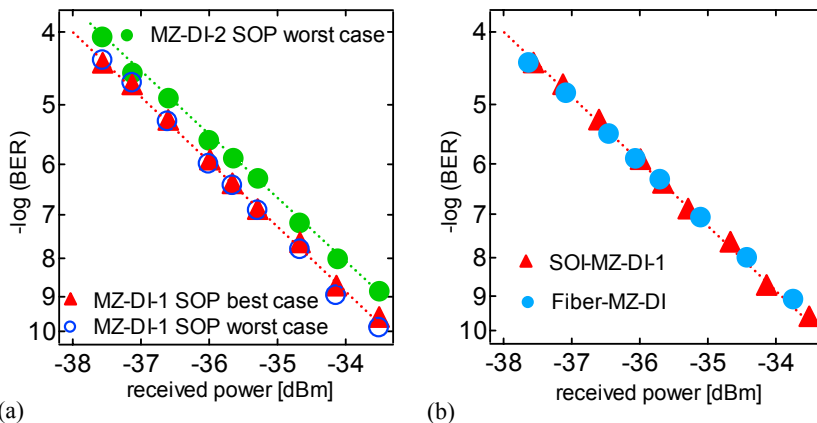 MZ-DI-2 SOP worst case
MZ-DI-1 SOP best case
MZ-DI-1 SOP worst case
-log (BER)
4
5
6
7
8
9
10
-38 -37 -36 -35 -34
received power [dBm]
(a)
SOI-MZ-DI-1
Fiber-MZ-DI
-log (BER)
4
5
6
7
8
9
10
-38 -37 -36 -35 -34
received power [dBm]
(b)